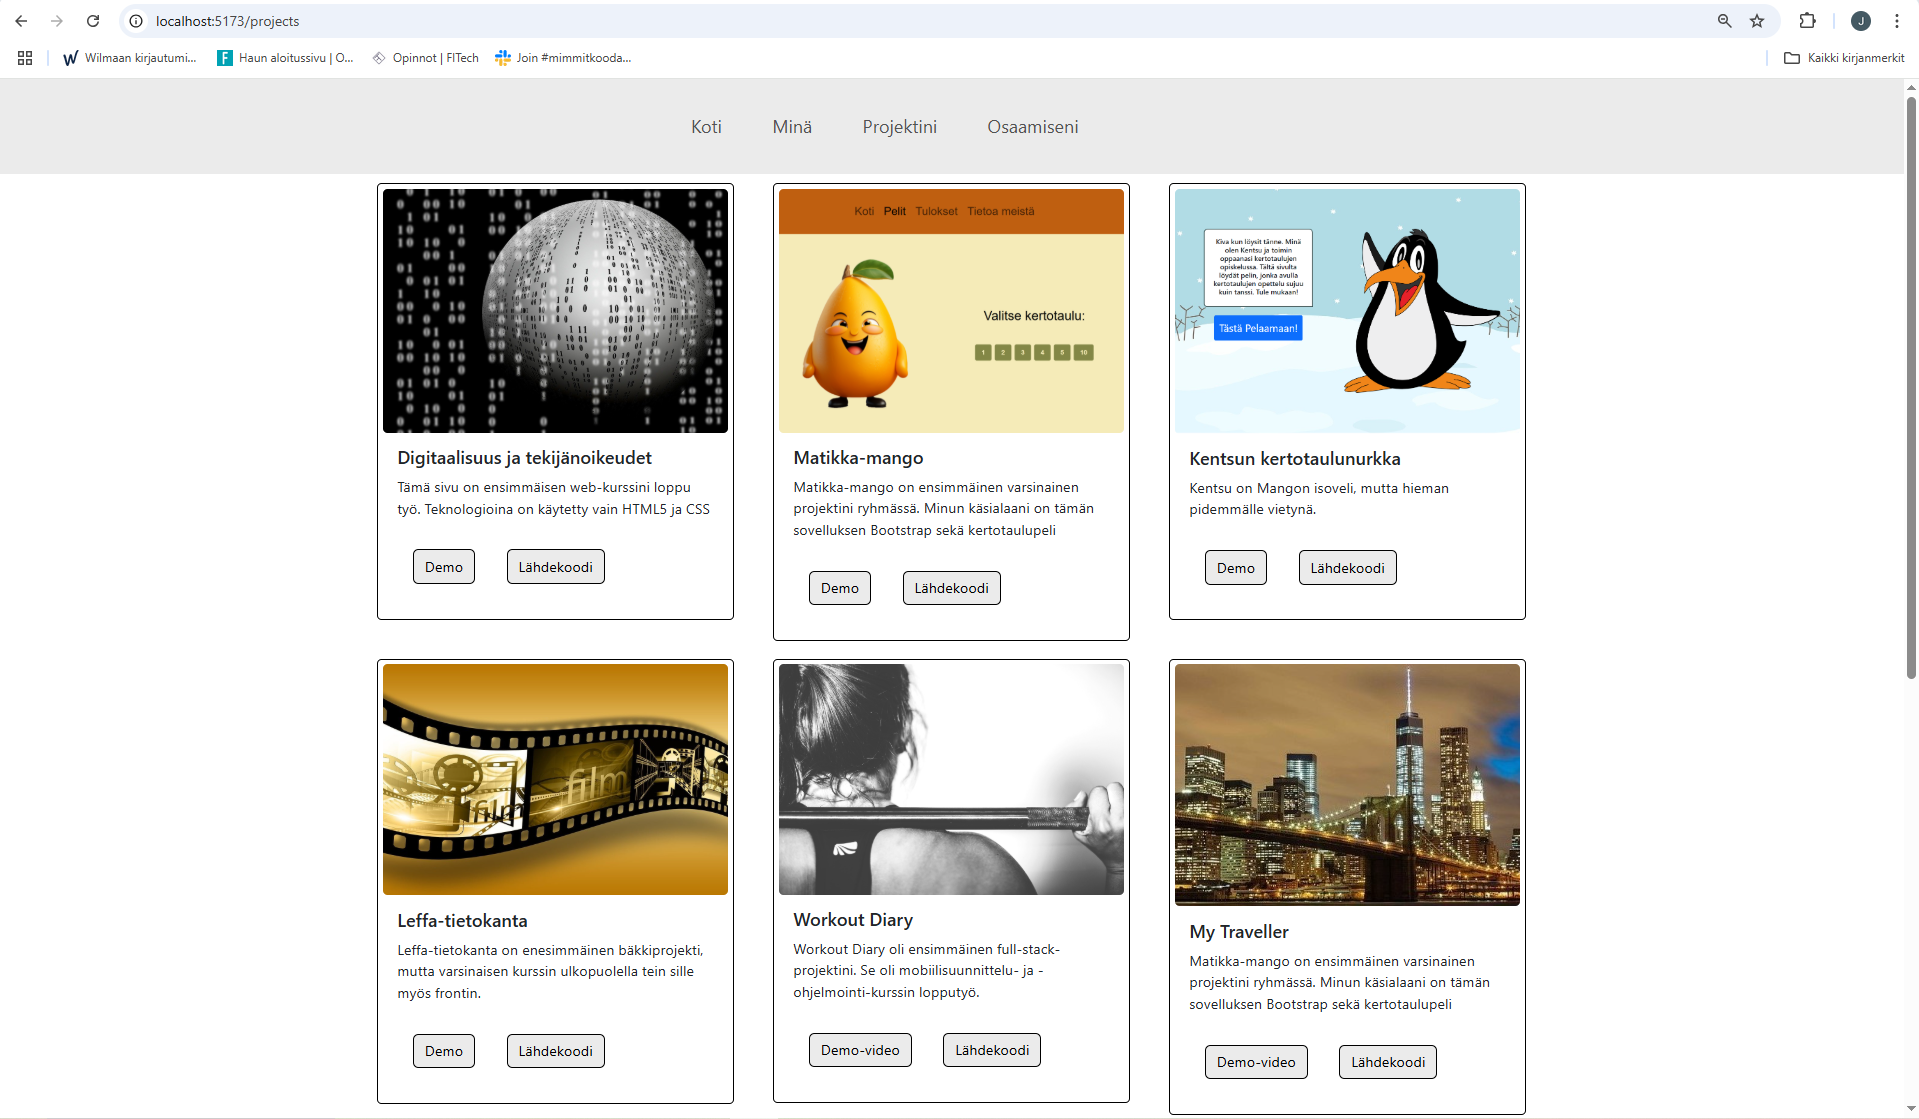 localhost:5173/projects
J
Wilmaan kirjautumi...
F
Haun aloitussivu | O...
Opinnot | FITech
Join #mimmitkooda...
Kaikki kirjanmerkit
Koti
Minä
Projektini
Osaamiseni
Koti Pelit Tulokset Tietoa meistä
Valitse kertotaulu:
1 2 3 4 5 10
Kiva kun löysit tänne. Minä
olen Kentsu ja toimin
oppaanasi kertotaulujen
opiskelussa. Tältä sivulta
löydät pelin, jonka avulla
kertotaulujen opettelu sujuu
kuin tanssi. Tule mukaan!
Tästä Pelaamaan!
Digitaalisuus ja tekijänoikeudet
Tämä sivu on ensimmäisen web-kurssini loppu
työ. Teknologioina on käytetty vain HTML5 ja CSS
Demo
Lähdekoodi
Matikka-mango
Matikka-mango on ensimmäinen varsinainen
projektini ryhmässä. Minun käsialaani on tämän
sovelluksen Bootstrap sekä kertotaulupeli
Demo
Lähdekoodi
Kentsun kertotaulunurkka
Kentsu on Mangon isoveli, mutta hieman
pidemmälle vietynä.
Demo
Lähdekoodi
film
film
Leffa-tietokanta
Leffa-tietokanta on enesimmäinen bäkkiprojekti,
mutta varsinaisen kurssin ulkopuolella tein sille
myös frontin.
Demo
Lähdekoodi
Workout Diary
Workout Diary oli ensimmäinen full-stack-
projektini. Se oli mobiilisuunnittelu- ja -
ohjelmointi-kurssin lopputyö.
Demo-video
Lähdekoodi
My Traveller
Matikka-mango on ensimmäinen varsinainen
projektini ryhmässä. Minun käsialaani on tämän
sovelluksen Bootstrap sekä kertotaulupeli
Demo-video
Lähdekoodi